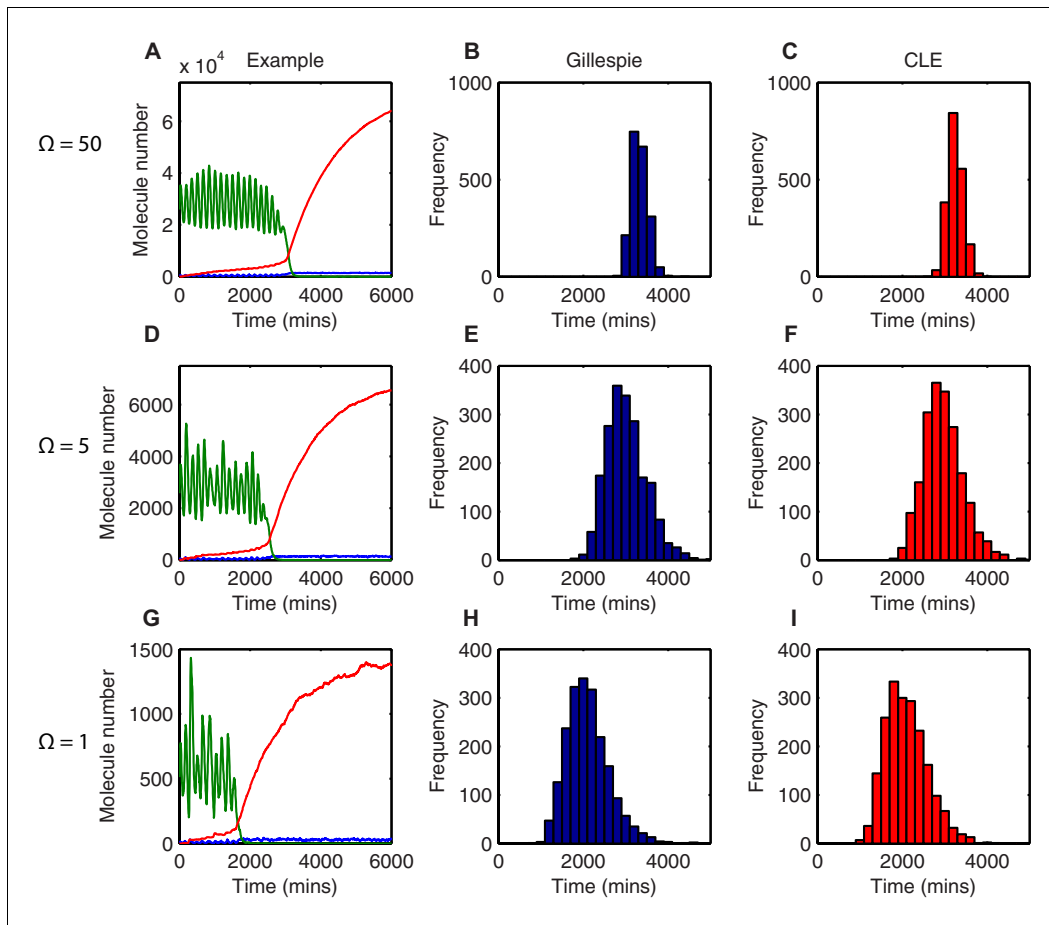 A Example B Gillespie C CLE
x 10^4
Ω = 50
Molecule number
6
4
2
0
0 2000 4000 6000
Time (mins)
Frequency
1000
500
0
0 2000 4000
Time (mins)
Frequency
1000
500
0
0 2000 4000
Time (mins)
D E F
Ω = 5
Molecule number
6000
4000
2000
0
0 2000 4000 6000
Time (mins)
Frequency
400
300
200
100
0
0 2000 4000
Time (mins)
Frequency
400
300
200
100
0
0 2000 4000
Time (mins)
G H I
Ω = 1
Molecule number
1500
1000
500
0
0 2000 4000 6000
Time (mins)
Frequency
400
300
200
100
0
0 2000 4000
Time (mins)
Frequency
400
300
200
100
0
0 2000 4000
Time (mins)